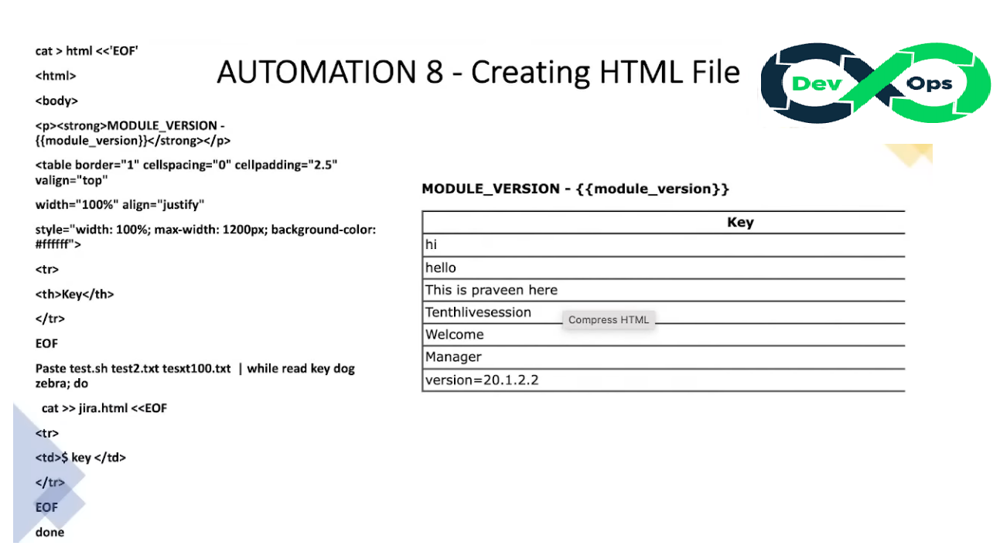 cat > html <<'EOF'
<html>
<body>
<p><strong>MODULE_VERSION -
{{module_version}}</strong></p>
<table border="1" cellspacing="0" cellpadding="2.5"
valign="top"
width="100%" align="justify"
style="width: 100%; max-width: 1200px; background-color:
#ffffff">
<tr>
<th>Key</th>
</tr>
EOF
Paste test.sh test2.txt tesxt100.txt | while read key dog
zebra; do
cat >> jira.html <<EOF
<tr>
<td>$ key </td>
</tr>
EOF
done
AUTOMATION 8 - Creating HTML File
Dev Ops
MODULE_VERSION - {{module_version}}
Key
hi
hello
This is praveen here
Tenthlivesession
Compress HTML
Welcome
Manager
version=20.1.2.2